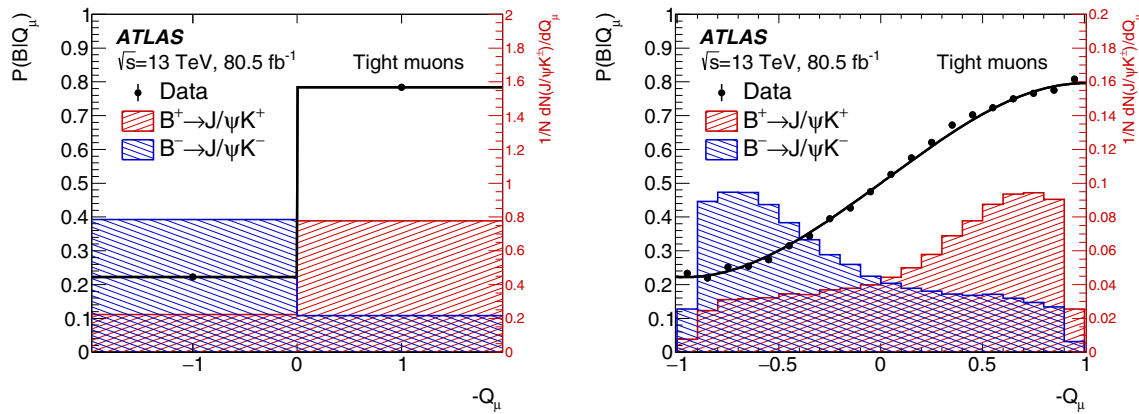 P(B|Q_μ)
1
0.9
0.8
0.7
0.6
0.5
0.4
0.3
0.2
0.1
0
ATLAS
√s=13 TeV, 80.5 fb⁻¹
Tight muons
Data
B⁺→J/ψK⁺
B⁻→J/ψK⁻
2
1.8
1.6
1.4
1.2
1
0.8
0.6
0.4
0.2
0
1/N dN(J/ψK^±)/dQ_μ
−1 0 1
-Q_μ
P(B|Q_μ)
1
0.9
0.8
0.7
0.6
0.5
0.4
0.3
0.2
0.1
0
ATLAS
√s=13 TeV, 80.5 fb⁻¹
Tight muons
Data
B⁺→J/ψK⁺
B⁻→J/ψK⁻
0.2
0.18
0.16
0.14
0.12
0.1
0.08
0.06
0.04
0.02
0
1/N dN(J/ψK^±)/dQ_μ
−1 −0.5 0 0.5 1
-Q_μ